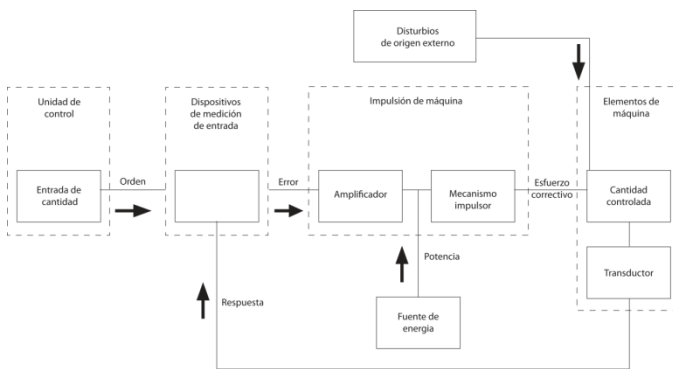 Disturbios
de origen externo
Unidad de
control
Dispositivos
de medición
de entrada
Impulsión de máquina
Elementos de
máquina
Entrada de
cantidad
Orden
Error
Amplificador
Mecanismo
impulsor
Esfuerzo
correctivo
Cantidad
controlada
Potencia
Transductor
Respuesta
Fuente de
energía